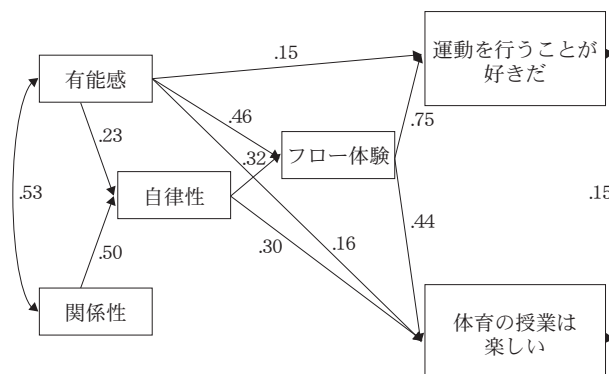 運動を行うことが
好きだ
.15
有能感
.46
.75
.23
フロー体験
.32
自律性
.53
.15
.44
.50
.30
.16
関係性
体育の授業は
楽しい